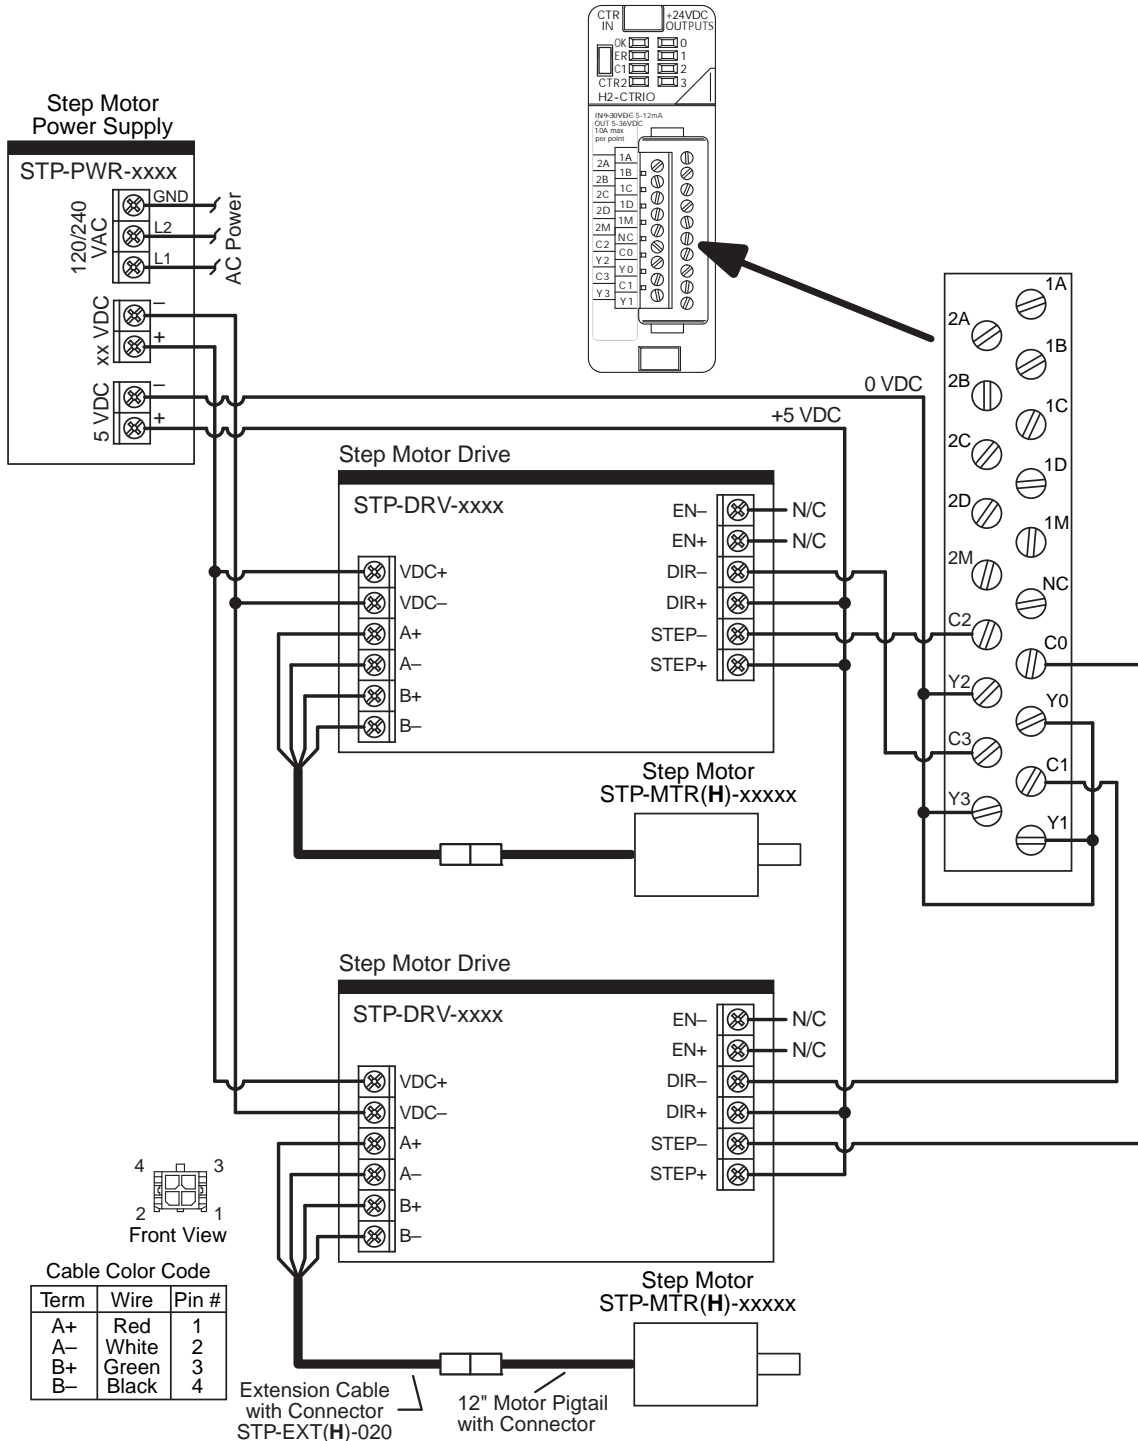 CTR IN
+24VDC OUTPUTS
OK 0
ER 1
C1 2
CTR2 3
H2-CTRIO
IN9-30VDC 5-12mA
OUT 5-36VDC
1.0A max
per point
1A
2A
1B
2B
1C
2C
1D
2D
1M
2M
NC
C2
C0
Y2
Y0
C3
C1
Y3
Y1
Step Motor
Power Supply
STP-PWR-xxxx
120/240
VAC
GND
L2
L1
AC Power
xx VDC
–
+
5 VDC
–
+
0 VDC
+5 VDC
1A
2A
1B
2B
1C
2C
1D
2D
1M
2M
NC
C2
C0
Y2
Y0
C3
C1
Y3
Y1
Step Motor Drive
STP-DRV-xxxx
VDC+
VDC–
A+
A–
B+
B–
EN– N/C
EN+ N/C
DIR–
DIR+
STEP–
STEP+
Step Motor
STP-MTR(H)-xxxxx
Step Motor Drive
STP-DRV-xxxx
VDC+
VDC–
A+
A–
B+
B–
EN– N/C
EN+ N/C
DIR–
DIR+
STEP–
STEP+
Step Motor
STP-MTR(H)-xxxxx
4 3
2 1
Front View
Cable Color Code
Term Wire Pin #
A+ Red 1
A– White 2
B+ Green 3
B– Black 4
Extension Cable
with Connector
STP-EXT(H)-020
12" Motor Pigtail
with Connector